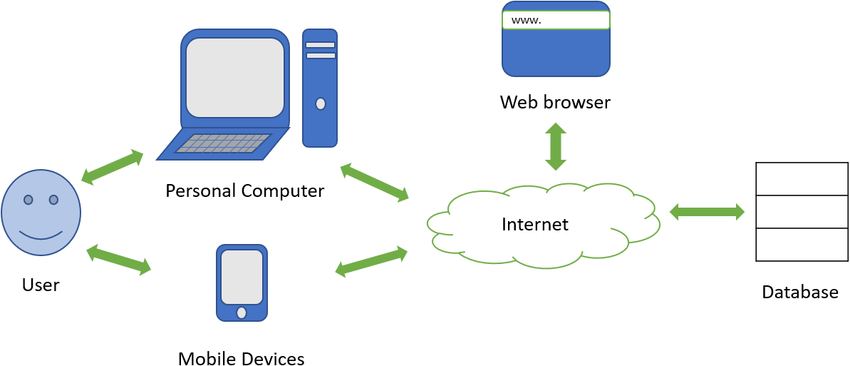 www.
Web browser
Personal Computer
Internet
User
Database
Mobile Devices